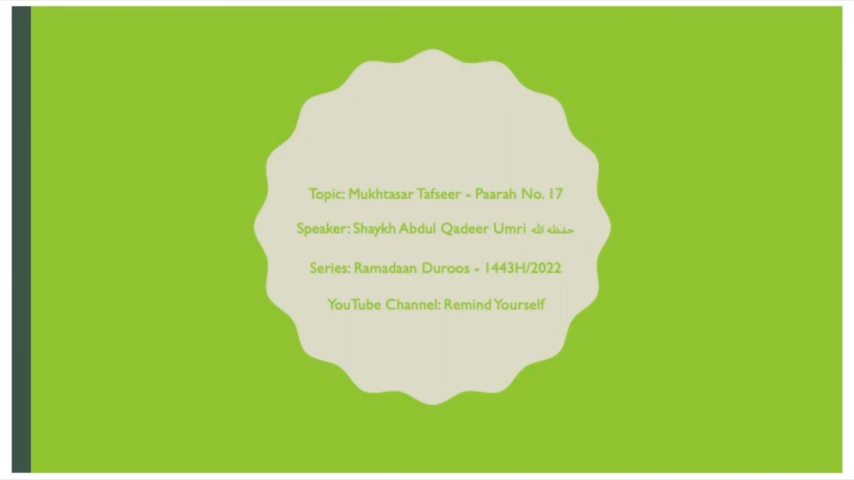 Topic: Mukhtasar Tafseer - Paarah No. 17
Speaker: Shaykh Abdul Qadeer Umri حفظه الله
Series: Ramadaan Duroos - 1443H/2022
YouTube Channel: Remind Yourself